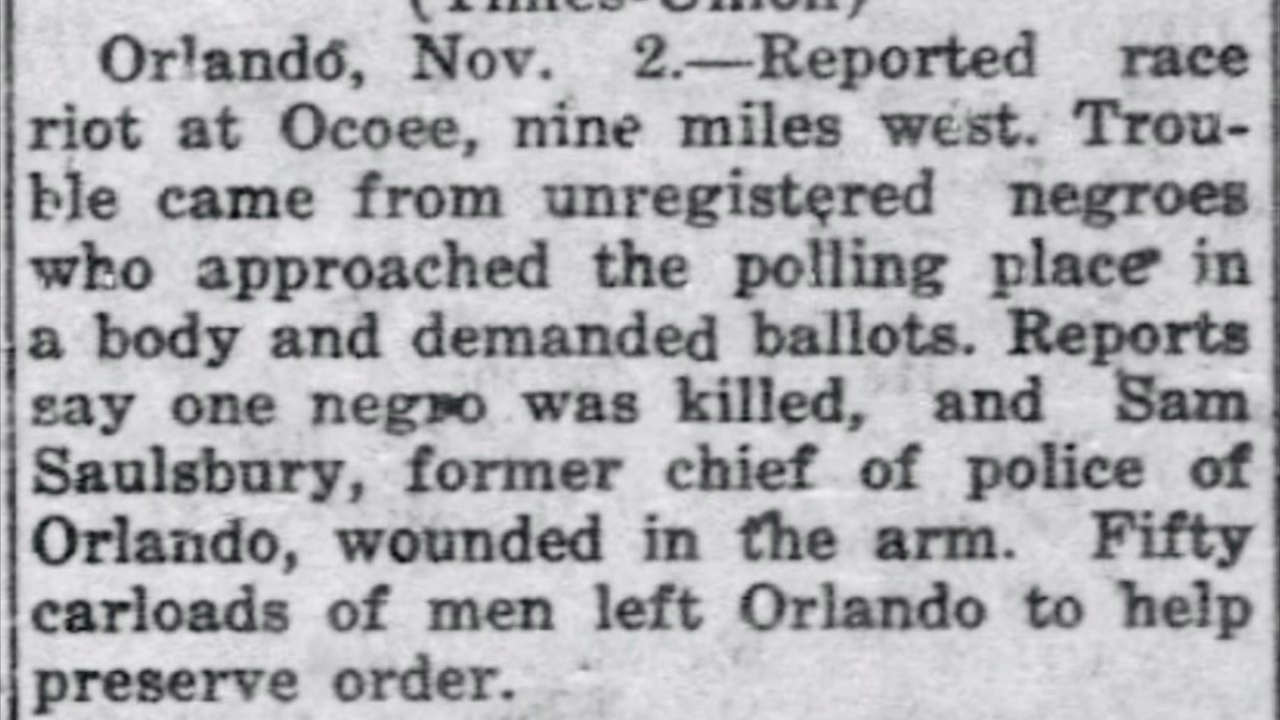 (Times-Union)
Orlando, Nov. 2.—Reported race
riot at Ocoee, nine miles west. Trou-
ble came from unregistered negroes
who approached the polling place in
a body and demanded ballots. Reports
say one negro was killed, and Sam
Saulsbury, former chief of police of
Orlando, wounded in the arm. Fifty
carloads of men left Orlando to help
preserve order.